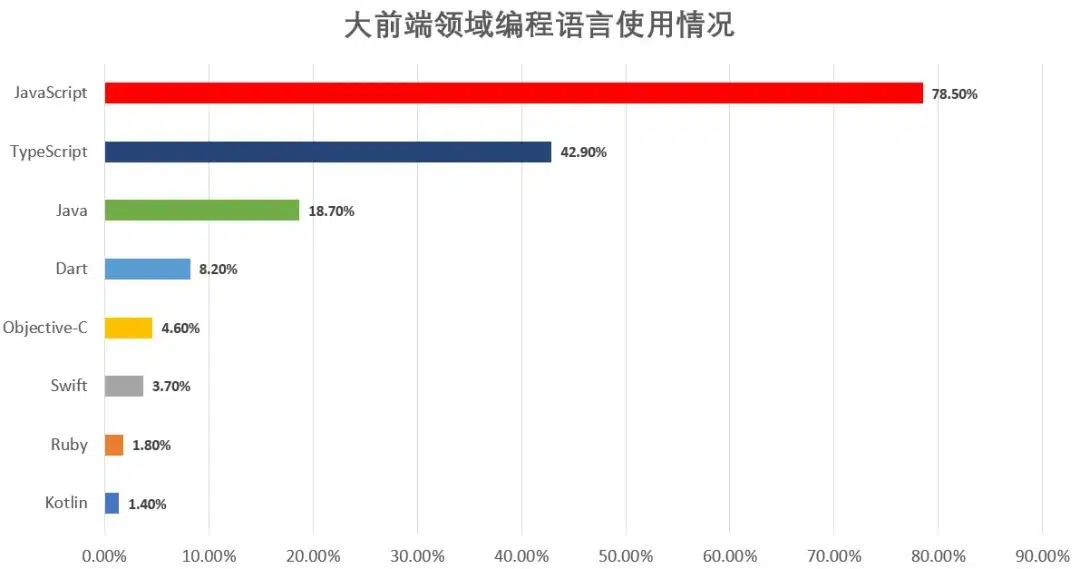 大前端领域编程语言使用情况
JavaScript 78.50%
TypeScript 42.90%
Java 18.70%
Dart 8.20%
Objective-C 4.60%
Swift 3.70%
Ruby 1.80%
Kotlin 1.40%
0.00% 10.00% 20.00% 30.00% 40.00% 50.00% 60.00% 70.00% 80.00% 90.00%